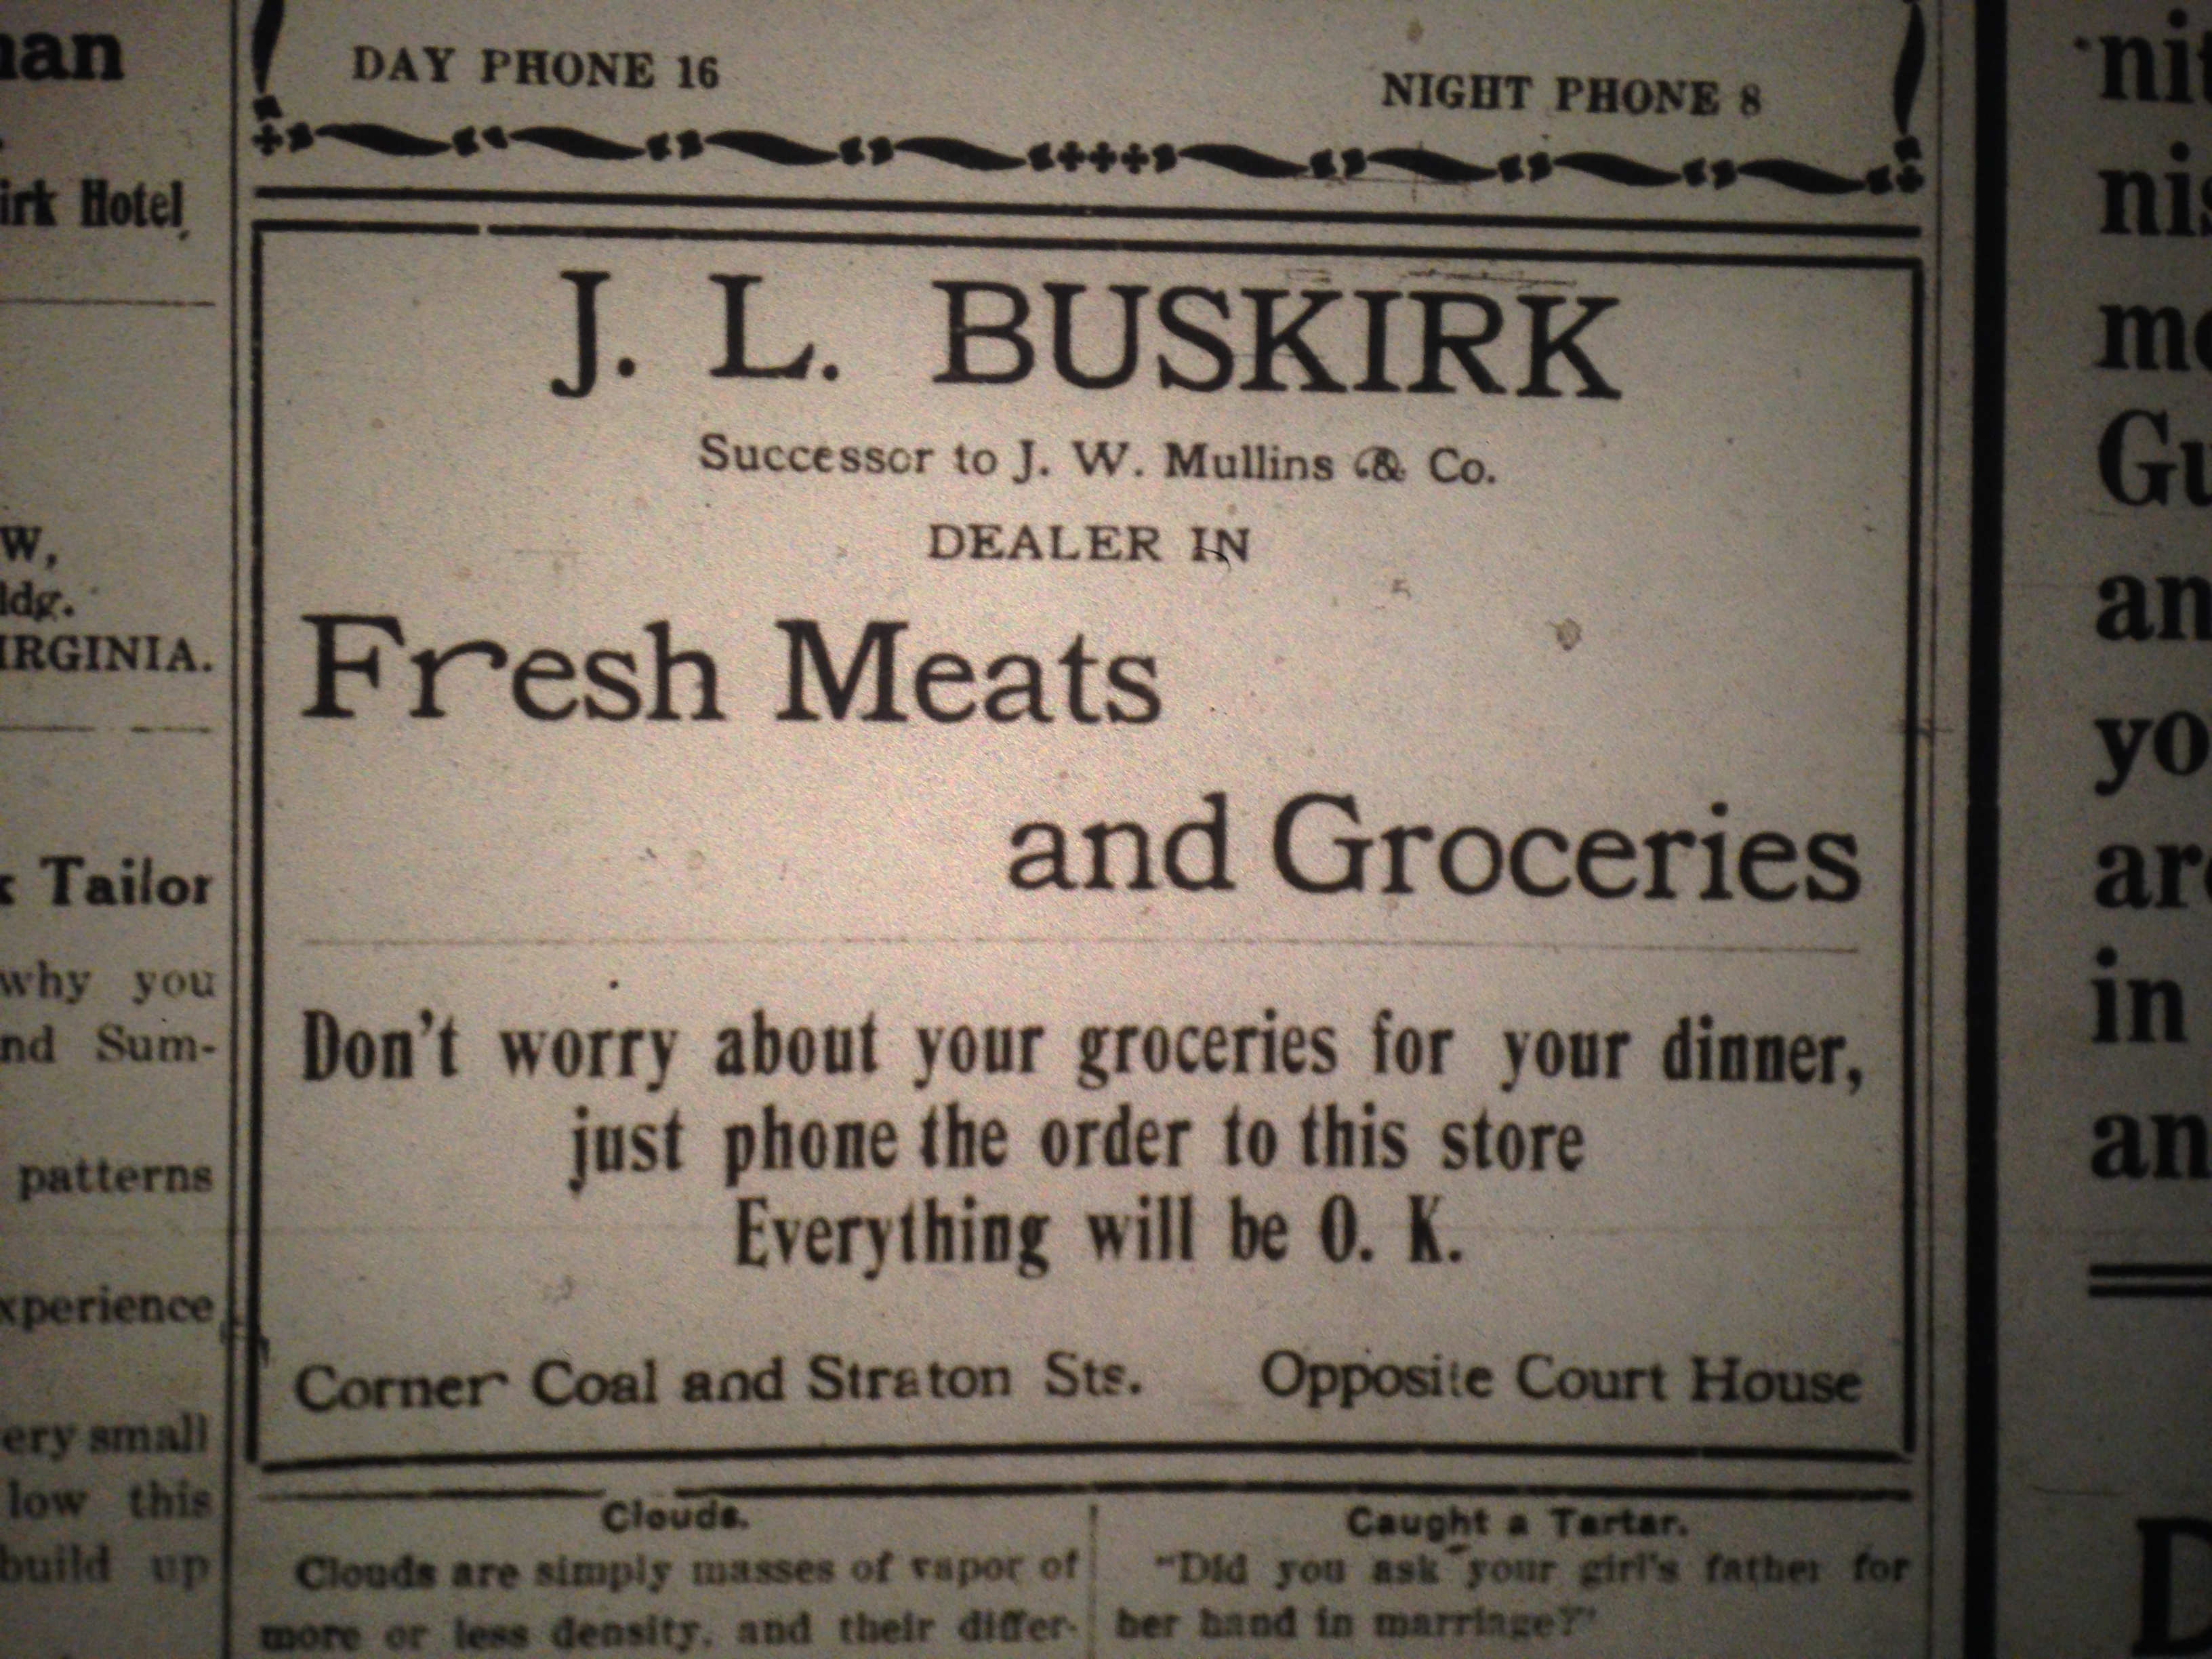 DAY PHONE 16 NIGHT PHONE 8
J. L. BUSKIRK
Successor to J. W. Mullins & Co.
DEALER IN
Fresh Meats
and Groceries
Don't worry about your groceries for your dinner,
just phone the order to this store
Everything will be O. K.
Corner Coal and Straton Sts. Opposite Court House
Clouds.
Clouds are simply masses of vapor of
more or less density, and their differ-
Caught a Tartar.
"Did you ask your girl's father for
her hand in marriage?"
irk Hotel
W,
ldg.
IRGINIA.
Tailor
why you
nd Sum-
patterns
xperience
ery small
low this
build up
nit
nis
Gu
an
yo
are
in
an
D